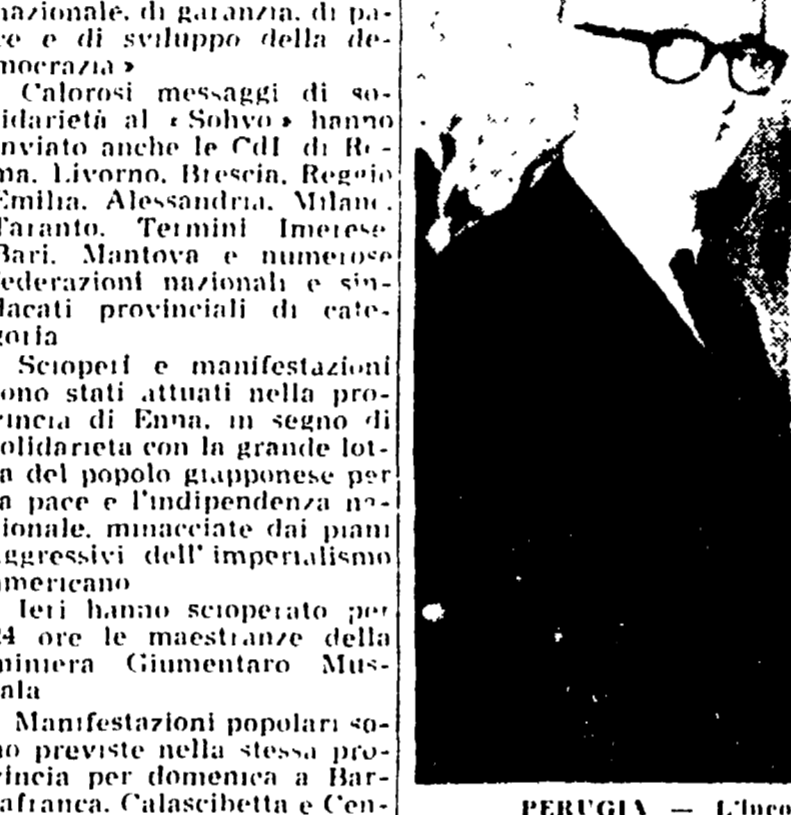 nazionale, di garanzia, di pa-
ce e di sviluppo della de-
mocrazia »
Calorosi messaggi di so-
lidarietà al « Sohyo » hanno
inviato anche le CdL di Ro-
ma, Livorno, Brescia, Reggio
Emilia, Alessandria, Milano,
Taranto, Termini Imerese
Bari, Mantova e numerose
federazioni nazionali e sin-
dacati provinciali di cate-
goria
Scioperi e manifestazioni
sono stati attuati nella pro-
vincia di Enna, in segno di
solidarietà con la grande lot-
ta del popolo giapponese per
la pace e l'indipendenza na-
zionale, minacciate dai piani
aggressivi dell'imperialismo
americano
Ieri hanno scioperato per
24 ore le maestranze della
miniera Giumentaro Mus-
ala
Manifestazioni popolari so-
no previste nella stessa pro-
vincia per domenica a Bar-
rafranca, Calascibetta e Cen-
PERUGIA — L'inco